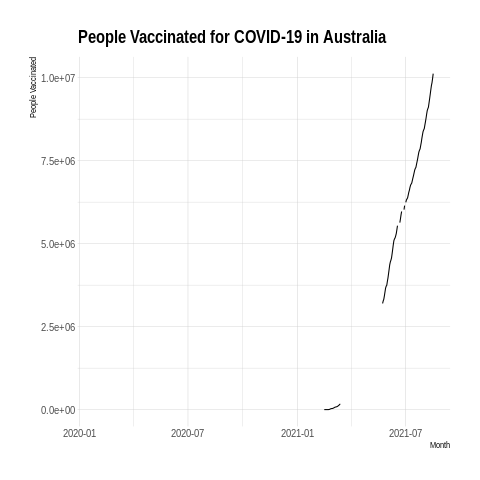 People Vaccinated for COVID-19 in Australia
People Vaccinated
1.0e+07
7.5e+06
5.0e+06
2.5e+06
0.0e+00
2020-01 2020-07 2021-01 2021-07
Month